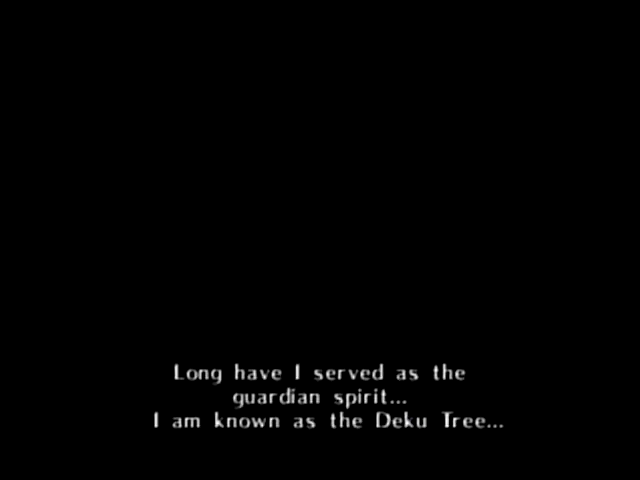 Long have I served as the
guardian spirit...
I am known as the Deku Tree...